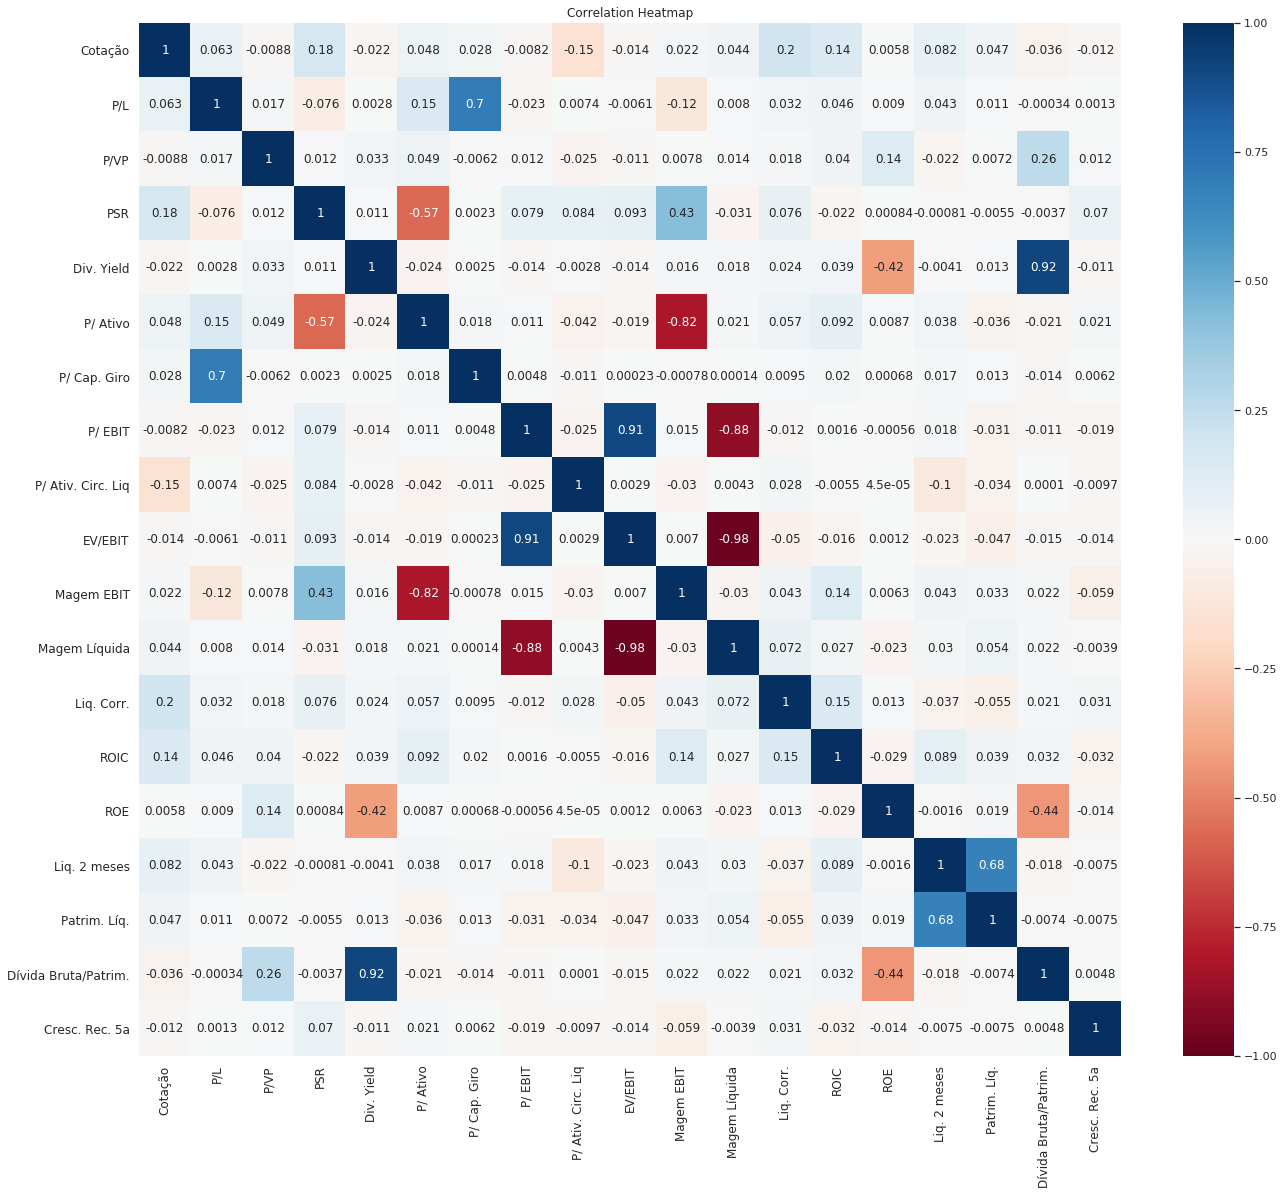 Correlation Heatmap
Cotação 1 0.063 -0.0088 0.18 -0.022 0.048 0.028 -0.0082 -0.15 -0.014 0.022 0.044 0.2 0.14 0.0058 0.082 0.047 -0.036 -0.012
P/L 0.063 1 0.017 -0.076 0.0028 0.15 0.7 -0.023 0.0074 -0.0061 -0.12 0.008 0.032 0.046 0.009 0.043 0.011 -0.00034 0.0013
P/VP -0.0088 0.017 1 0.012 0.033 0.049 -0.0062 0.012 -0.025 -0.011 0.0078 0.014 0.018 0.04 0.14 -0.022 0.0072 0.26 0.012
PSR 0.18 -0.076 0.012 1 0.011 -0.57 0.0023 0.079 0.084 0.093 0.43 -0.031 0.076 -0.022 0.00084 -0.00081 -0.0055 -0.0037 0.07
Div. Yield -0.022 0.0028 0.033 0.011 1 -0.024 0.0025 -0.014 -0.0028 -0.014 0.016 0.018 0.024 0.039 -0.42 -0.0041 0.013 0.92 -0.011
P/ Ativo 0.048 0.15 0.049 -0.57 -0.024 1 0.018 0.011 -0.042 -0.019 -0.82 0.021 0.057 0.092 0.0087 0.038 -0.036 -0.021 0.021
P/ Cap. Giro 0.028 0.7 -0.0062 0.0023 0.0025 0.018 1 0.0048 -0.011 0.00023 -0.00078 0.00014 0.0095 0.02 0.00068 0.017 0.013 -0.014 0.0062
P/ EBIT -0.0082 -0.023 0.012 0.079 -0.014 0.011 0.0048 1 -0.025 0.91 0.015 -0.88 -0.012 0.0016 -0.00056 0.018 -0.031 -0.011 -0.019
P/ Ativ. Circ. Liq -0.15 0.0074 -0.025 0.084 -0.0028 -0.042 -0.011 -0.025 1 0.0029 -0.03 0.0043 0.028 -0.0055 4.5e-05 -0.1 -0.034 0.0001 -0.0097
EV/EBIT -0.014 -0.0061 -0.011 0.093 -0.014 -0.019 0.00023 0.91 0.0029 1 0.007 -0.98 -0.05 -0.016 0.0012 -0.023 -0.047 -0.015 -0.014
Magem EBIT 0.022 -0.12 0.0078 0.43 0.016 -0.82 -0.00078 0.015 -0.03 0.007 1 -0.03 0.043 0.14 0.0063 0.043 0.033 0.022 -0.059
Magem Líquida 0.044 0.008 0.014 -0.031 0.018 0.021 0.00014 -0.88 0.0043 -0.98 -0.03 1 0.072 0.027 -0.023 0.03 0.054 0.022 -0.0039
Liq. Corr. 0.2 0.032 0.018 0.076 0.024 0.057 0.0095 -0.012 0.028 -0.05 0.043 0.072 1 0.15 0.013 -0.037 -0.055 0.021 0.031
ROIC 0.14 0.046 0.04 -0.022 0.039 0.092 0.02 0.0016 -0.0055 -0.016 0.14 0.027 0.15 1 -0.029 0.089 0.039 0.032 -0.032
ROE 0.0058 0.009 0.14 0.00084 -0.42 0.0087 0.00068 -0.00056 4.5e-05 0.0012 0.0063 -0.023 0.013 -0.029 1 -0.0016 0.019 -0.44 -0.014
Liq. 2 meses 0.082 0.043 -0.022 -0.00081 -0.0041 0.038 0.017 0.018 -0.1 -0.023 0.043 0.03 -0.037 0.089 -0.0016 1 0.68 -0.018 -0.0075
Patrim. Líq. 0.047 0.011 0.0072 -0.0055 0.013 -0.036 0.013 -0.031 -0.034 -0.047 0.033 0.054 -0.055 0.039 0.019 0.68 1 -0.0074 -0.0075
Dívida Bruta/Patrim. -0.036 -0.00034 0.26 -0.0037 0.92 -0.021 -0.014 -0.011 0.0001 -0.015 0.022 0.022 0.021 0.032 -0.44 -0.018 -0.0074 1 0.0048
Cresc. Rec. 5a -0.012 0.0013 0.012 0.07 -0.011 0.021 0.0062 -0.019 -0.0097 -0.014 -0.059 -0.0039 0.031 -0.032 -0.014 -0.0075 -0.0075 0.0048 1
Cotação
P/L
P/VP
PSR
Div. Yield
P/ Ativo
P/ Cap. Giro
P/ EBIT
P/ Ativ. Circ. Liq
EV/EBIT
Magem EBIT
Magem Líquida
Liq. Corr.
ROIC
ROE
Liq. 2 meses
Patrim. Líq.
Dívida Bruta/Patrim.
Cresc. Rec. 5a
1.00
0.75
0.50
0.25
0.00
−0.25
−0.50
−0.75
−1.00